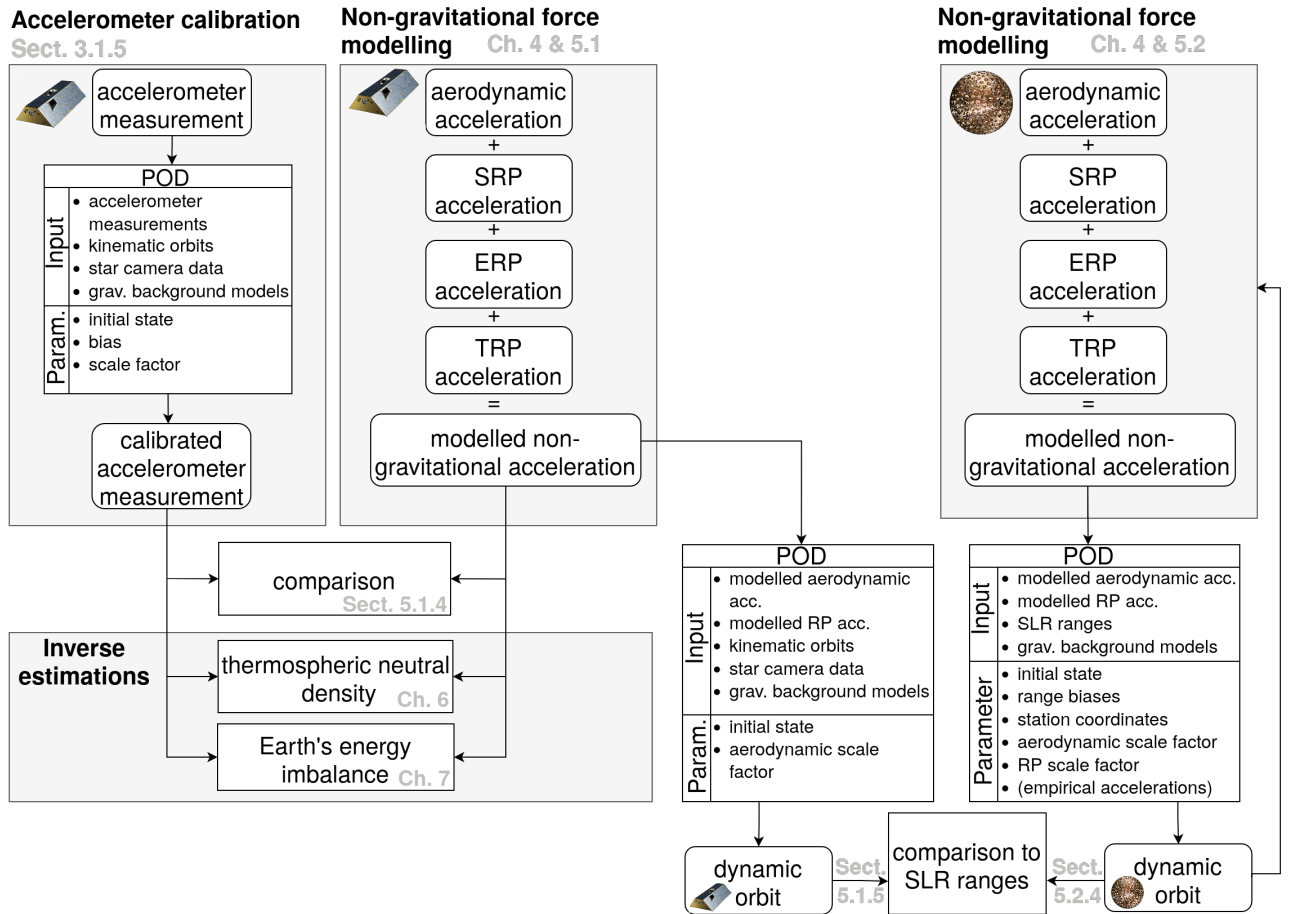 Accelerometer calibration
Sect. 3.1.5
accelerometer
measurement
POD
Input
• accelerometer
measurements
• kinematic orbits
• star camera data
• grav. background models
Param.
• initial state
• bias
• scale factor
calibrated
accelerometer
measurement
Non-gravitational force
modelling Ch. 4 & 5.1
aerodynamic
acceleration
+
SRP
acceleration
+
ERP
acceleration
+
TRP
acceleration
=
modelled non-
gravitational acceleration
comparison
Sect. 5.1.4
Inverse
estimations
thermospheric neutral
density Ch. 6
Earth's energy
imbalance Ch. 7
POD
Input
• modelled aerodynamic
acc.
• modelled RP acc.
• kinematic orbits
• star camera data
• grav. background models
Param.
• initial state
• aerodynamic scale
factor
dynamic
orbit
Sect.
5.1.5
Non-gravitational force
modelling Ch. 4 & 5.2
aerodynamic
acceleration
+
SRP
acceleration
+
ERP
acceleration
+
TRP
acceleration
=
modelled non-
gravitational acceleration
POD
Input
• modelled aerodynamic acc.
• modelled RP acc.
• SLR ranges
• grav. background models
Parameter
• initial state
• range biases
• station coordinates
• aerodynamic scale factor
• RP scale factor
• (empirical accelerations)
comparison to
SLR ranges
Sect.
5.2.4
dynamic
orbit